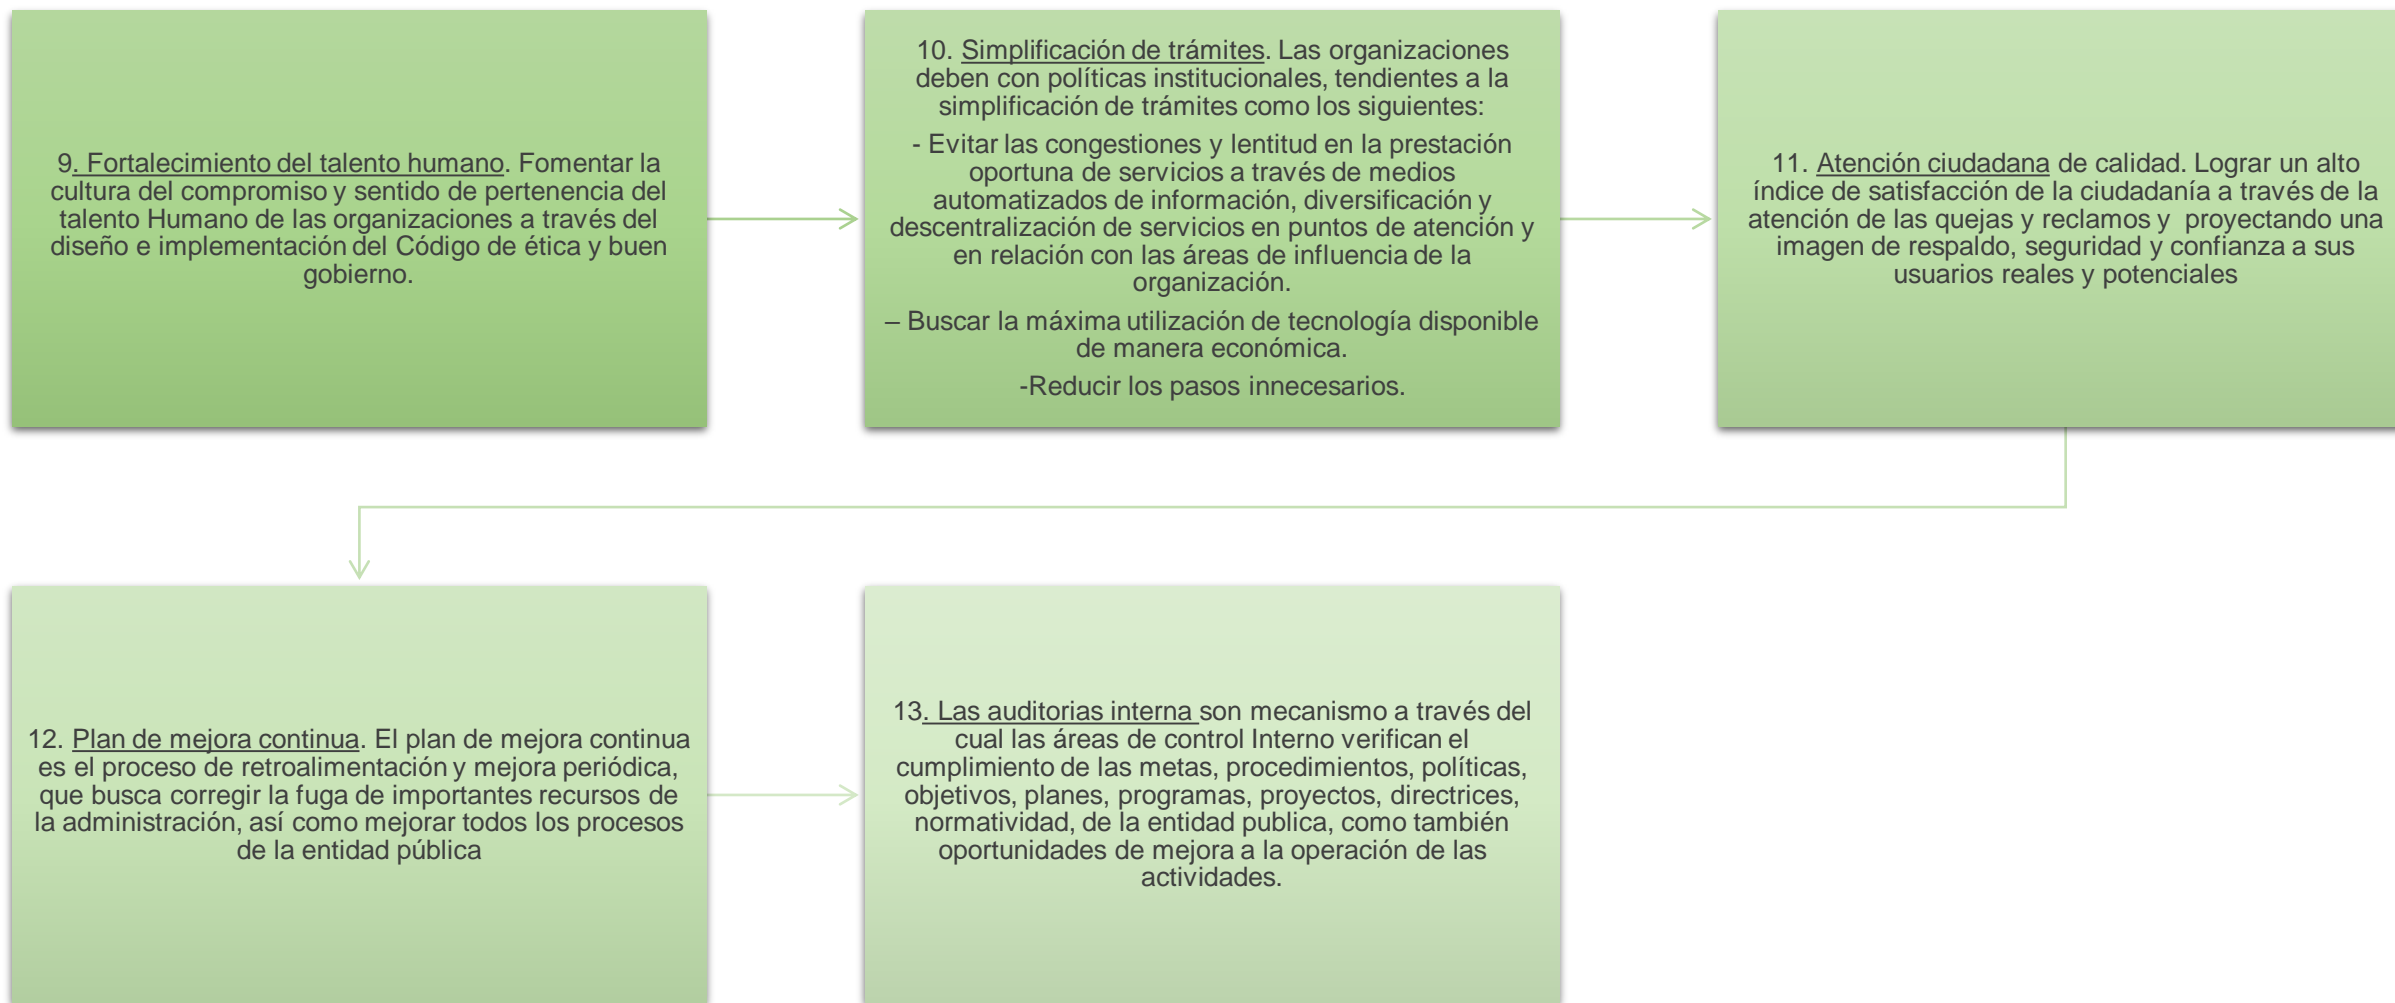 9. Fortalecimiento del talento humano. Fomentar la
cultura del compromiso y sentido de pertenencia del
talento Humano de las organizaciones a través del
diseño e implementación del Código de ética y buen
gobierno.
10. Simplificación de trámites. Las organizaciones
deben con políticas institucionales, tendientes a la
simplificación de trámites como los siguientes:
- Evitar las congestiones y lentitud en la prestación
oportuna de servicios a través de medios
automatizados de información, diversificación y
descentralización de servicios en puntos de atención y
en relación con las áreas de influencia de la
organización.
– Buscar la máxima utilización de tecnología disponible
de manera económica.
-Reducir los pasos innecesarios.
11. Atención ciudadana de calidad. Lograr un alto
índice de satisfacción de la ciudadanía a través de la
atención de las quejas y reclamos y proyectando una
imagen de respaldo, seguridad y confianza a sus
usuarios reales y potenciales
12. Plan de mejora continua. El plan de mejora continua
es el proceso de retroalimentación y mejora periódica,
que busca corregir la fuga de importantes recursos de
la administración, así como mejorar todos los procesos
de la entidad pública
13. Las auditorias interna son mecanismo a través del
cual las áreas de control Interno verifican el
cumplimiento de las metas, procedimientos, políticas,
objetivos, planes, programas, proyectos, directrices,
normatividad, de la entidad publica, como también
oportunidades de mejora a la operación de las
actividades.